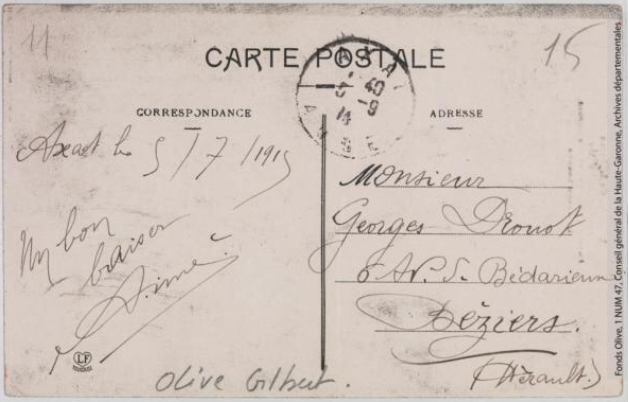 11
15
CARTE POSTALE
CORRESPONDANCE
ADRESSE
Axat le 5/7/1915
Un bon
baiser
Aimé
LF
Monsieur
Georges Drouot
6 Av. S. Bédarieux
Béziers.
(Hérault.)
Olive Gilbert.
Fonds Olive, 1 NUM 47, Conseil général de la Haute-Garonne, Archives départementales